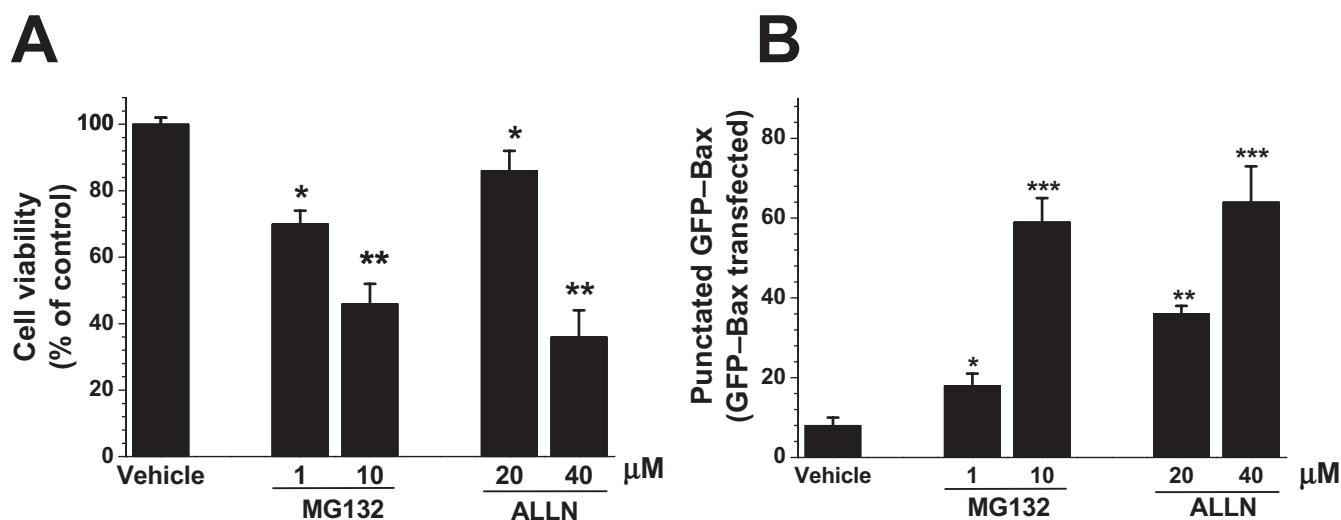 A
Cell viability
(% of control)
100
80
60
40
20
0
*
**
*
**
Vehicle
1 10 20 40 μM
MG132 ALLN
B
Punctated GFP–Bax
(GFP–Bax transfected)
80
60
40
20
0
*
***
**
***
Vehicle
1 10 20 40 μM
MG132 ALLN